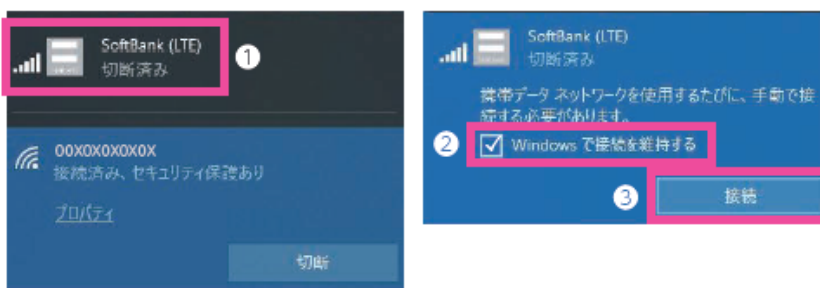 SoftBank (LTE)
切断済み
①
00X0X0X0X0X
接続済み、セキュリティ保護あり
プロパティ
切断
SoftBank (LTE)
切断済み
携帯データ ネットワークを使用するたびに、手動で接
続する必要があります。
② Windows で接続を維持する
③ 接続